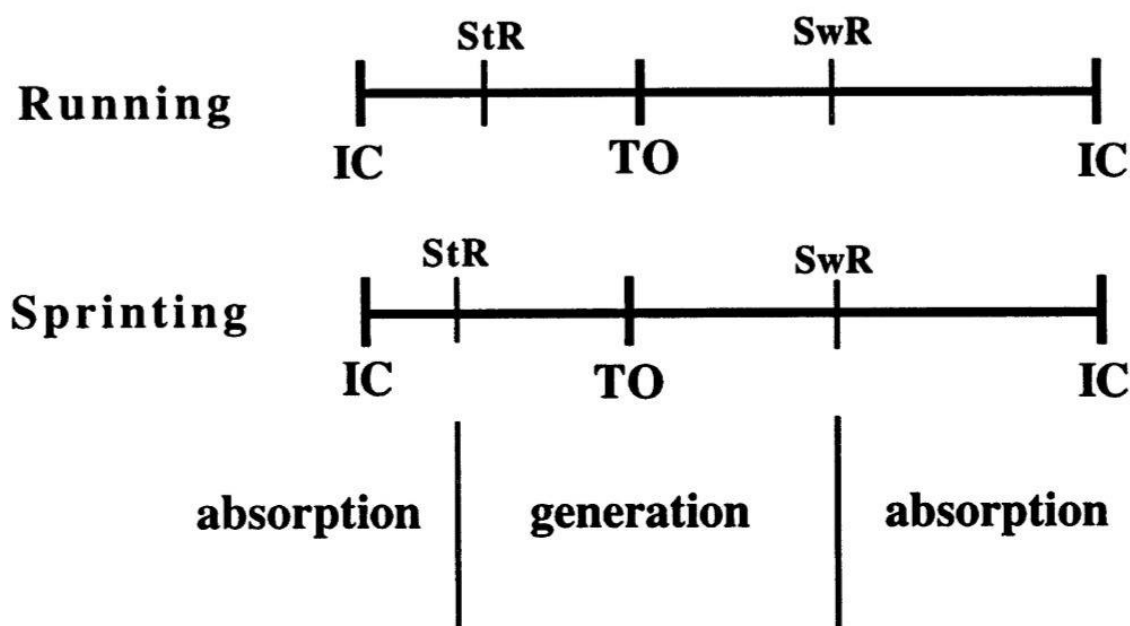 StR SwR
Running
IC TO IC
StR SwR
Sprinting
IC TO IC
absorption generation absorption